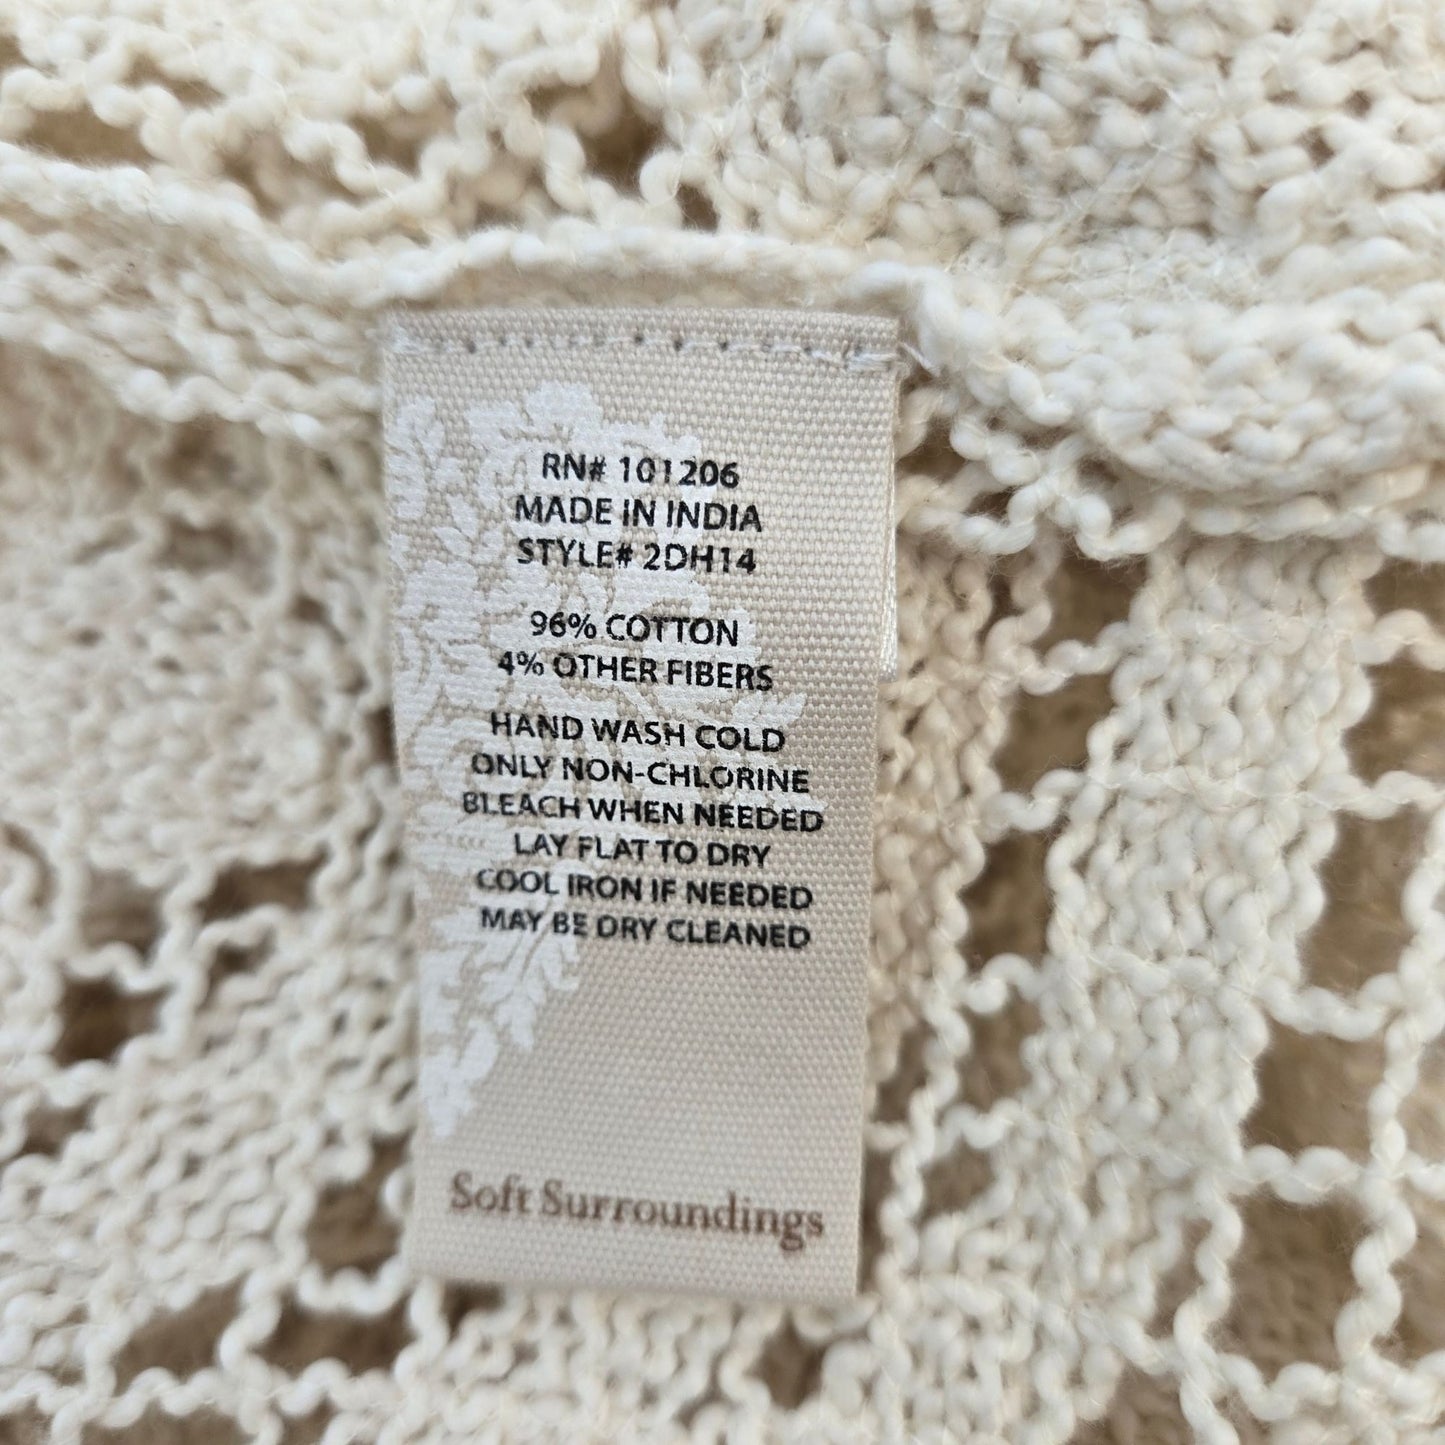 RN# 101206
MADE IN INDIA
STYLE# 2DH14
96% COTTON
4% OTHER FIBERS
HAND WASH COLD
ONLY NON-CHLORINE
BLEACH WHEN NEEDED
LAY FLAT TO DRY
COOL IRON IF NEEDED
MAY BE DRY CLEANED
Soft Surroundings